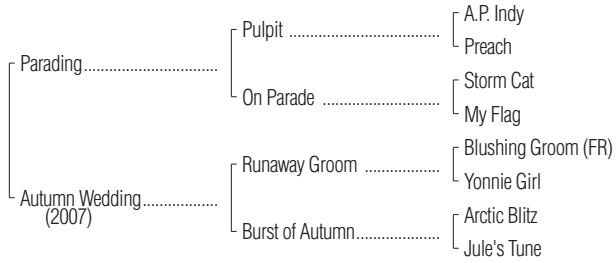 A.P. Indy
Pulpit
Preach
Parading
Storm Cat
On Parade
My Flag
Blushing Groom (FR)
Runaway Groom
Yonnie Girl
Autumn Wedding
(2007)
Arctic Blitz
Burst of Autumn
Jule's Tune